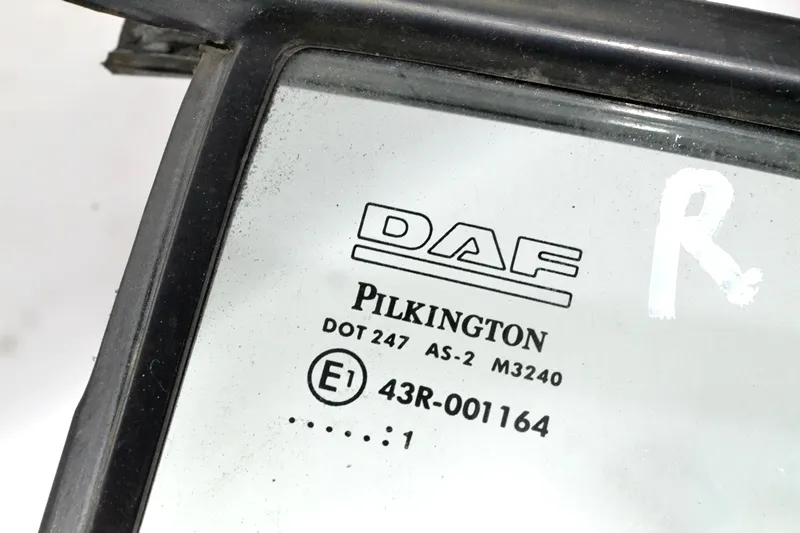 DAF
R
PILKINGTON
DOT 247 AS-2 M3240
E1 43R-001164
.....:1